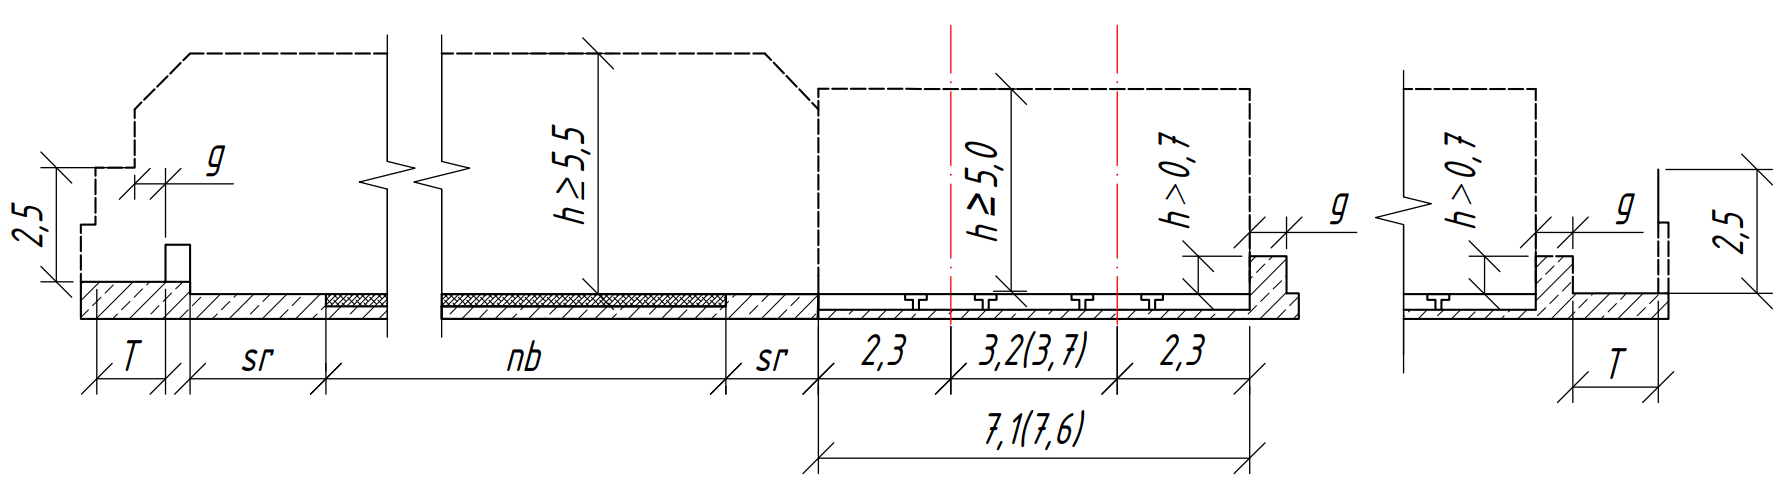 g
2,5
h≥5,5
h≥5,0
h>0,7
g
h>0,7
g
2,5
T
sr
nb
sr
2,3
3,2(3,7)
2,3
T
7,1(7,6)